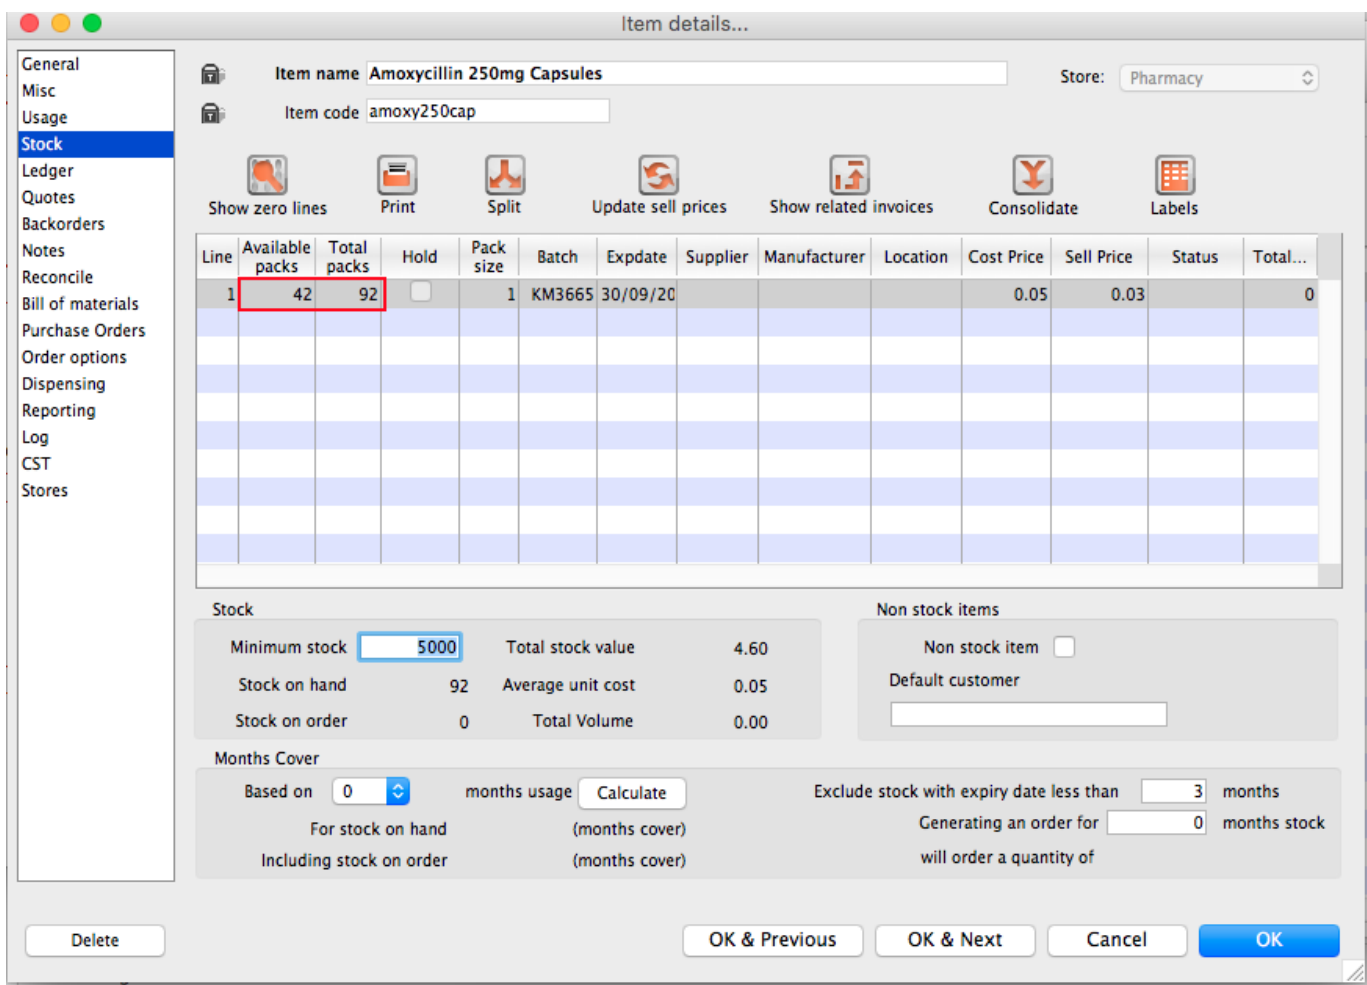 Item details...
General
Misc
Usage
Stock
Ledger
Quotes
Backorders
Notes
Reconcile
Bill of materials
Purchase Orders
Order options
Dispensing
Reporting
Log
CST
Stores
Item name Amoxycillin 250mg Capsules Store: Pharmacy
Item code amoxy250cap
Show zero lines Print Split Update sell prices Show related invoices Consolidate Labels
Line Available packs Total packs Hold Pack size Batch Expdate Supplier Manufacturer Location Cost Price Sell Price Status Total...
1 42 92 1 KM3665 30/09/20 0.05 0.03 0
Stock Non stock items
Minimum stock 5000 Total stock value 4.60 Non stock item
Stock on hand 92 Average unit cost 0.05 Default customer
Stock on order 0 Total Volume 0.00
Months Cover
Based on 0 months usage Calculate Exclude stock with expiry date less than 3 months
For stock on hand (months cover) Generating an order for 0 months stock
Including stock on order (months cover) will order a quantity of
Delete OK & Previous OK & Next Cancel OK